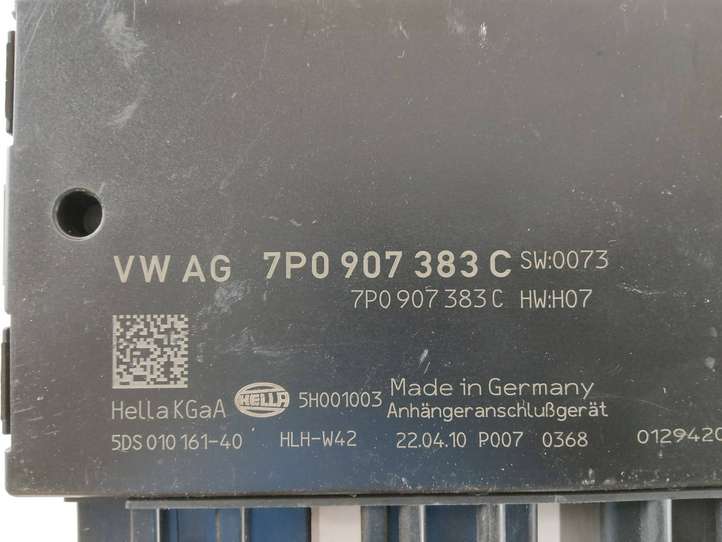 VW AG 7P0 907 383 C SW:0073
7P0 907 383 C HW:H07
Hella KGaA HELLA 5H001003 Made in Germany
Anhängeranschlußgerät
5DS 010 161-40 HLH-W42 22.04.10 P007 0368 0129420